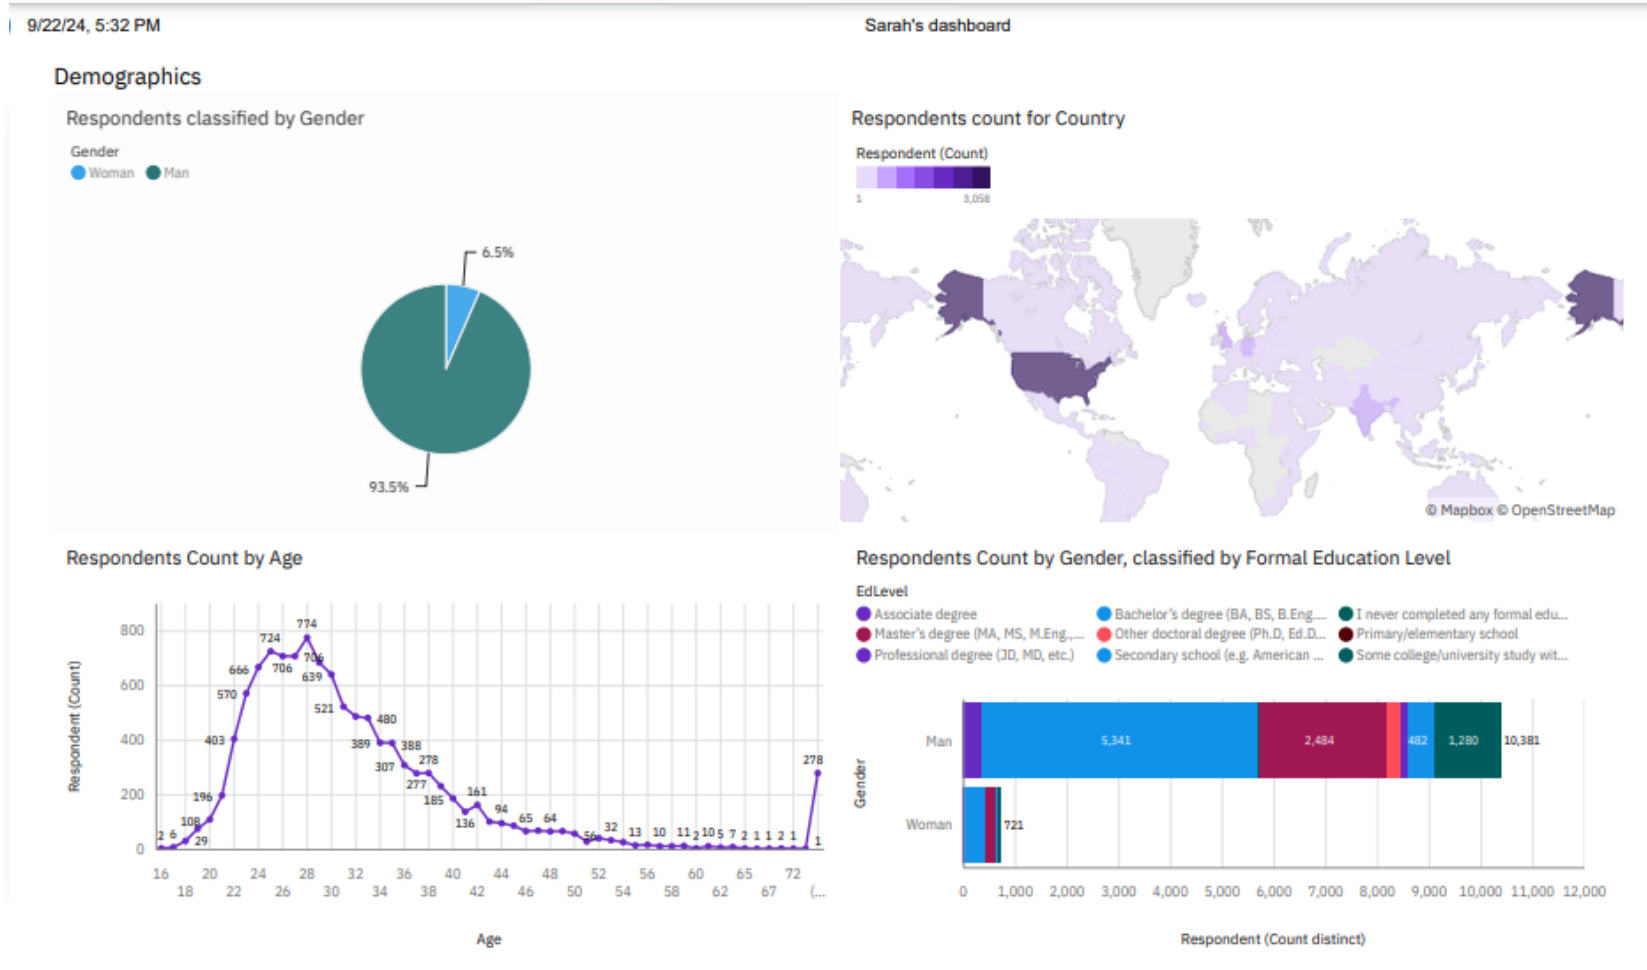 9/22/24, 5:32 PM
Sarah's dashboard
Demographics
Respondents classified by Gender
Gender
Woman Man
6.5%
93.5%
Respondents count for Country
Respondent (Count)
1 3,058
© Mapbox © OpenStreetMap
Respondents Count by Age
Respondent (Count)
800
600
400
200
0
2 6 29 108 196 403 570 666 724 706 774 706 639 521 480 389 388 307 277 278 185 136 161 94 65 64 56 32 13 10 11 2 10 5 7 2 1 1 2 1 278 1
16 20 24 28 32 36 40 44 48 52 56 60 65 72
18 22 26 30 34 38 42 46 50 54 58 62 67 (...
Age
Respondents Count by Gender, classified by Formal Education Level
EdLevel
Associate degree Bachelor's degree (BA, BS, B.Eng.... I never completed any formal edu...
Master's degree (MA, MS, M.Eng.,... Other doctoral degree (Ph.D, Ed.D... Primary/elementary school
Professional degree (JD, MD, etc.) Secondary school (e.g. American ... Some college/university study wit...
Gender
Man 5,341 2,484 482 1,280 10,381
Woman 721
0 1,000 2,000 3,000 4,000 5,000 6,000 7,000 8,000 9,000 10,000 11,000 12,000
Respondent (Count distinct)